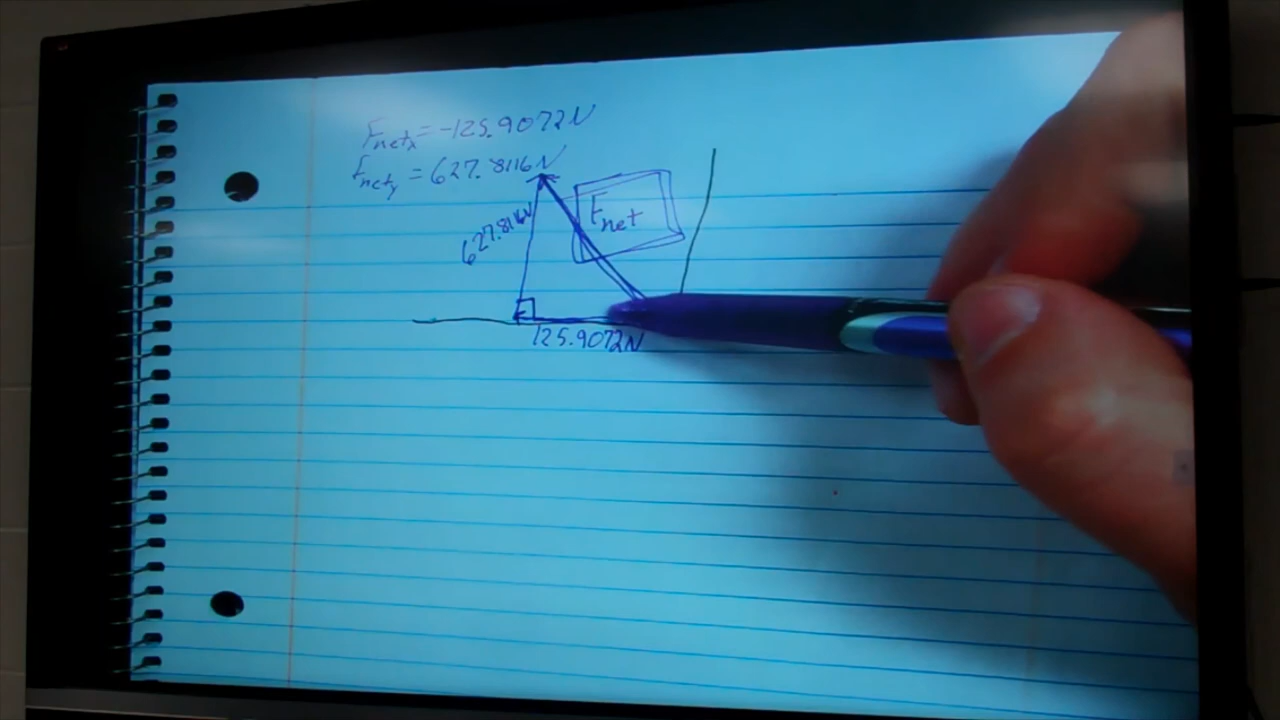 Fnetx = -125.9072N
Fnety = 627.8116N
627.8116N
Fnet
125.9072N